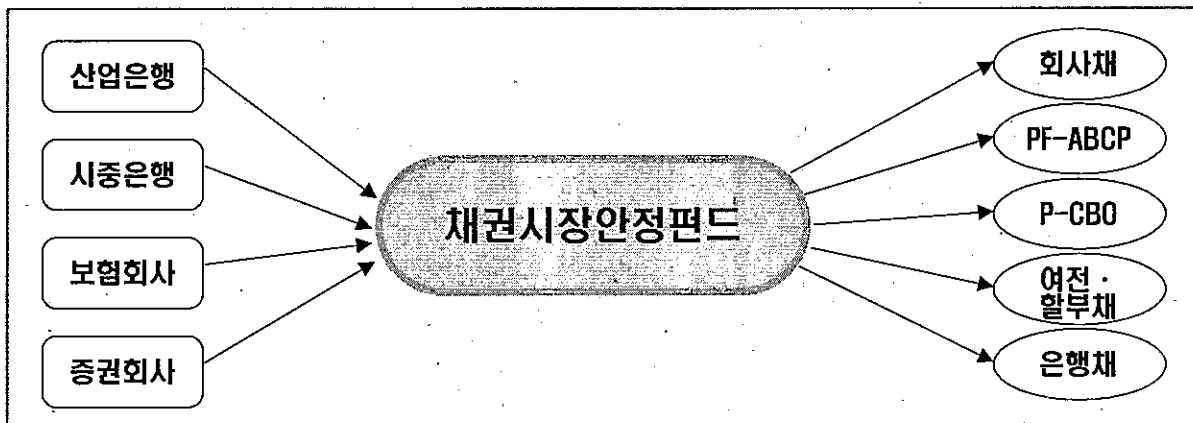 산업은행
시중은행
보험회사
증권회사
채권시장안정펀드
회사채
PF-ABCP
P-CBO
여전·
할부채
은행채